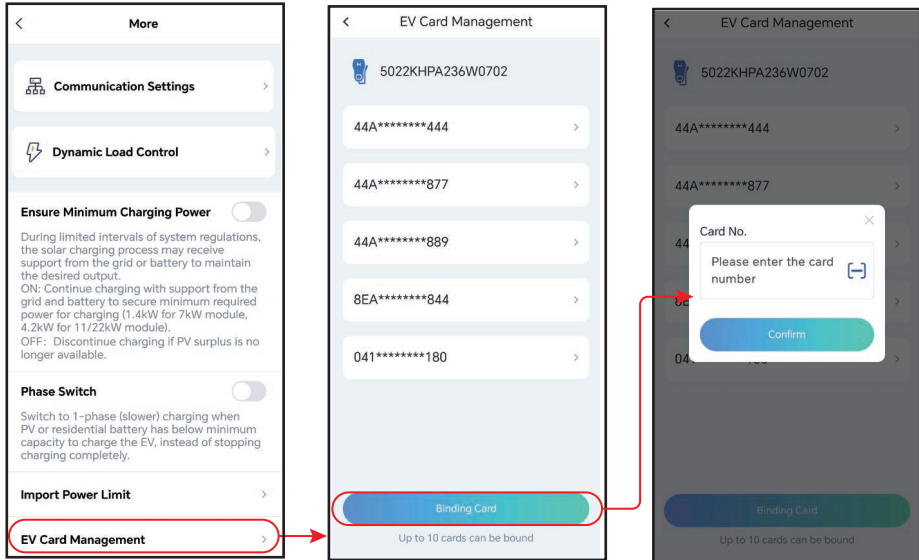 More
Communication Settings
Dynamic Load Control
Ensure Minimum Charging Power
During limited intervals of system regulations,
the solar charging process may receive
support from the grid or battery to maintain
the desired output.
ON: Continue charging with support from the
grid and battery to secure minimum required
power for charging (1.4kW for 7kW module,
4.2kW for 11/22kW module).
OFF: Discontinue charging if PV surplus is no
longer available.
Phase Switch
Switch to 1-phase (slower) charging when
PV or residential battery has below minimum
capacity to charge the EV, instead of stopping
charging completely.
Import Power Limit
EV Card Management
EV Card Management
5022KHPA236W0702
44A********444
44A********877
44A********889
8EA********844
041********180
Binding Card
Up to 10 cards can be bound
EV Card Management
5022KHPA236W0702
44A********444
44A********877
44
Card No.
Please enter the card
number
Confirm
04
180
Binding Card
Up to 10 cards can be bound